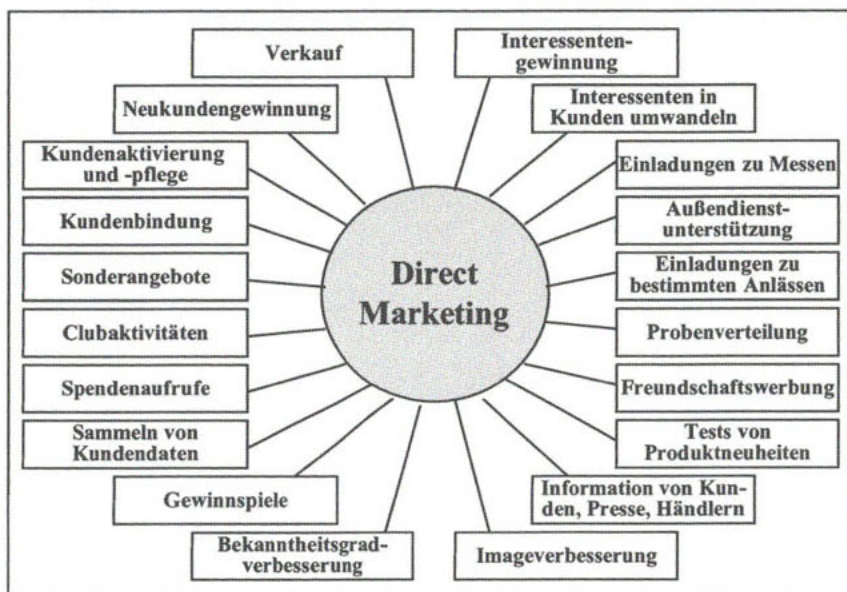 Verkauf
Interessenten-
gewinnung
Neukundengewinnung
Interessenten in
Kunden umwandeln
Kundenaktivierung
und -pflege
Einladungen zu Messen
Kundenbindung
Außendienst-
unterstützung
Sonderangebote
Einladungen zu
bestimmten Anlässen
Direct
Marketing
Clubaktivitäten
Probenverteilung
Spendenaufrufe
Freundschaftswerbung
Sammeln von
Kundendaten
Tests von
Produktneuheiten
Gewinnspiele
Information von Kun-
den, Presse, Händlern
Bekanntheitsgrad-
verbesserung
Imageverbesserung